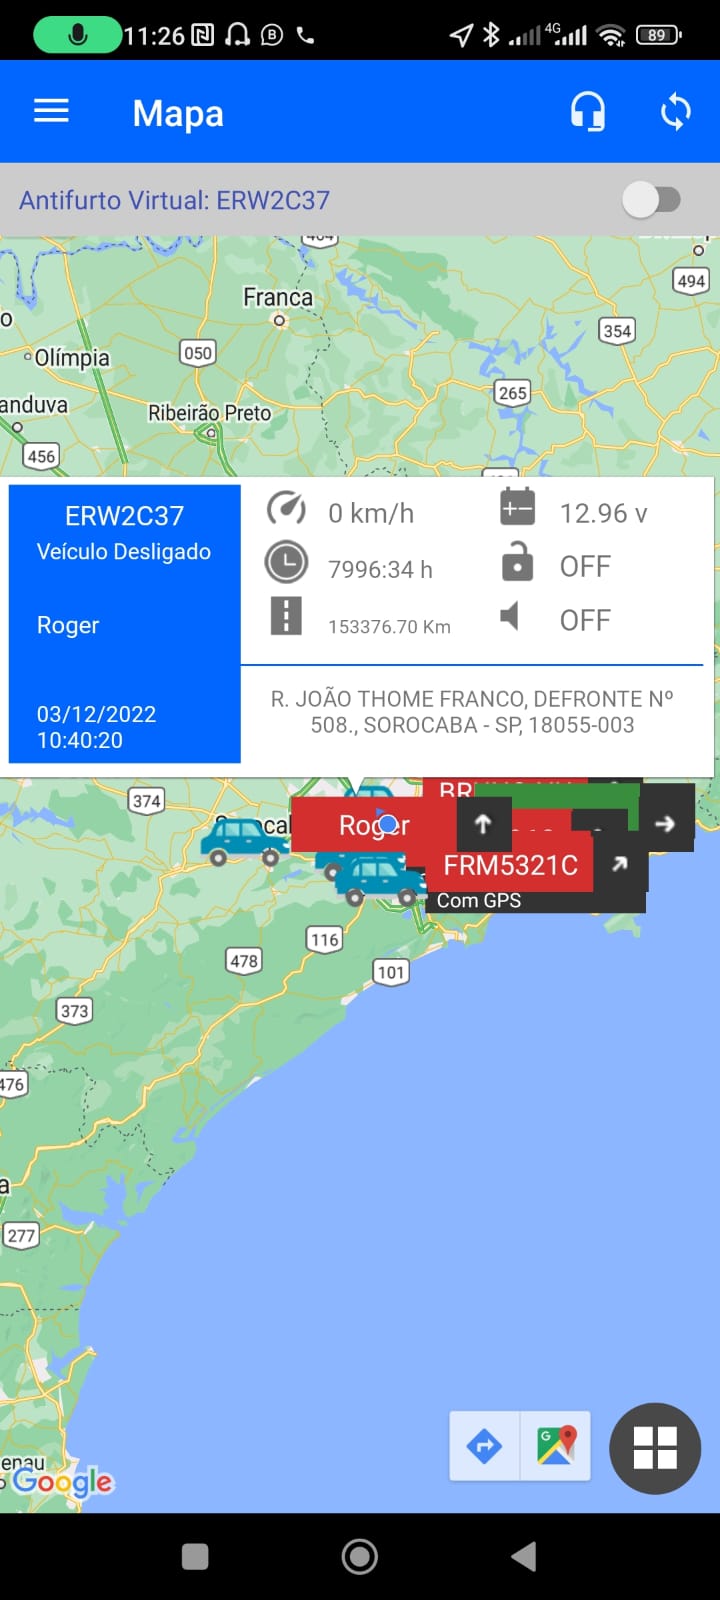 11:26
4G
89
Mapa
Antifurto Virtual: ERW2C37
Franca
494
354
Olímpia
050
265
anduva
Ribeirão Preto
456
ERW2C37
Veículo Desligado
Roger
03/12/2022
10:40:20
0 km/h
12.96 v
7996:34 h
OFF
153376.70 Km
OFF
R. JOÃO THOME FRANCO, DEFRONTE Nº
508., SOROCABA - SP, 18055-003
374
Roger
FRM5321C
Com GPS
116
478
101
373
476
277
enau
Google